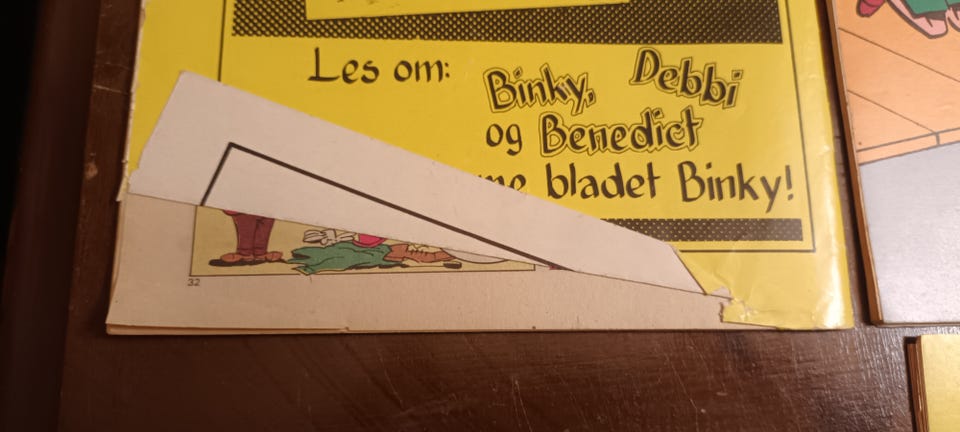 Les om:
Binky, Debbi
og Benedict
bladet Binky!
32